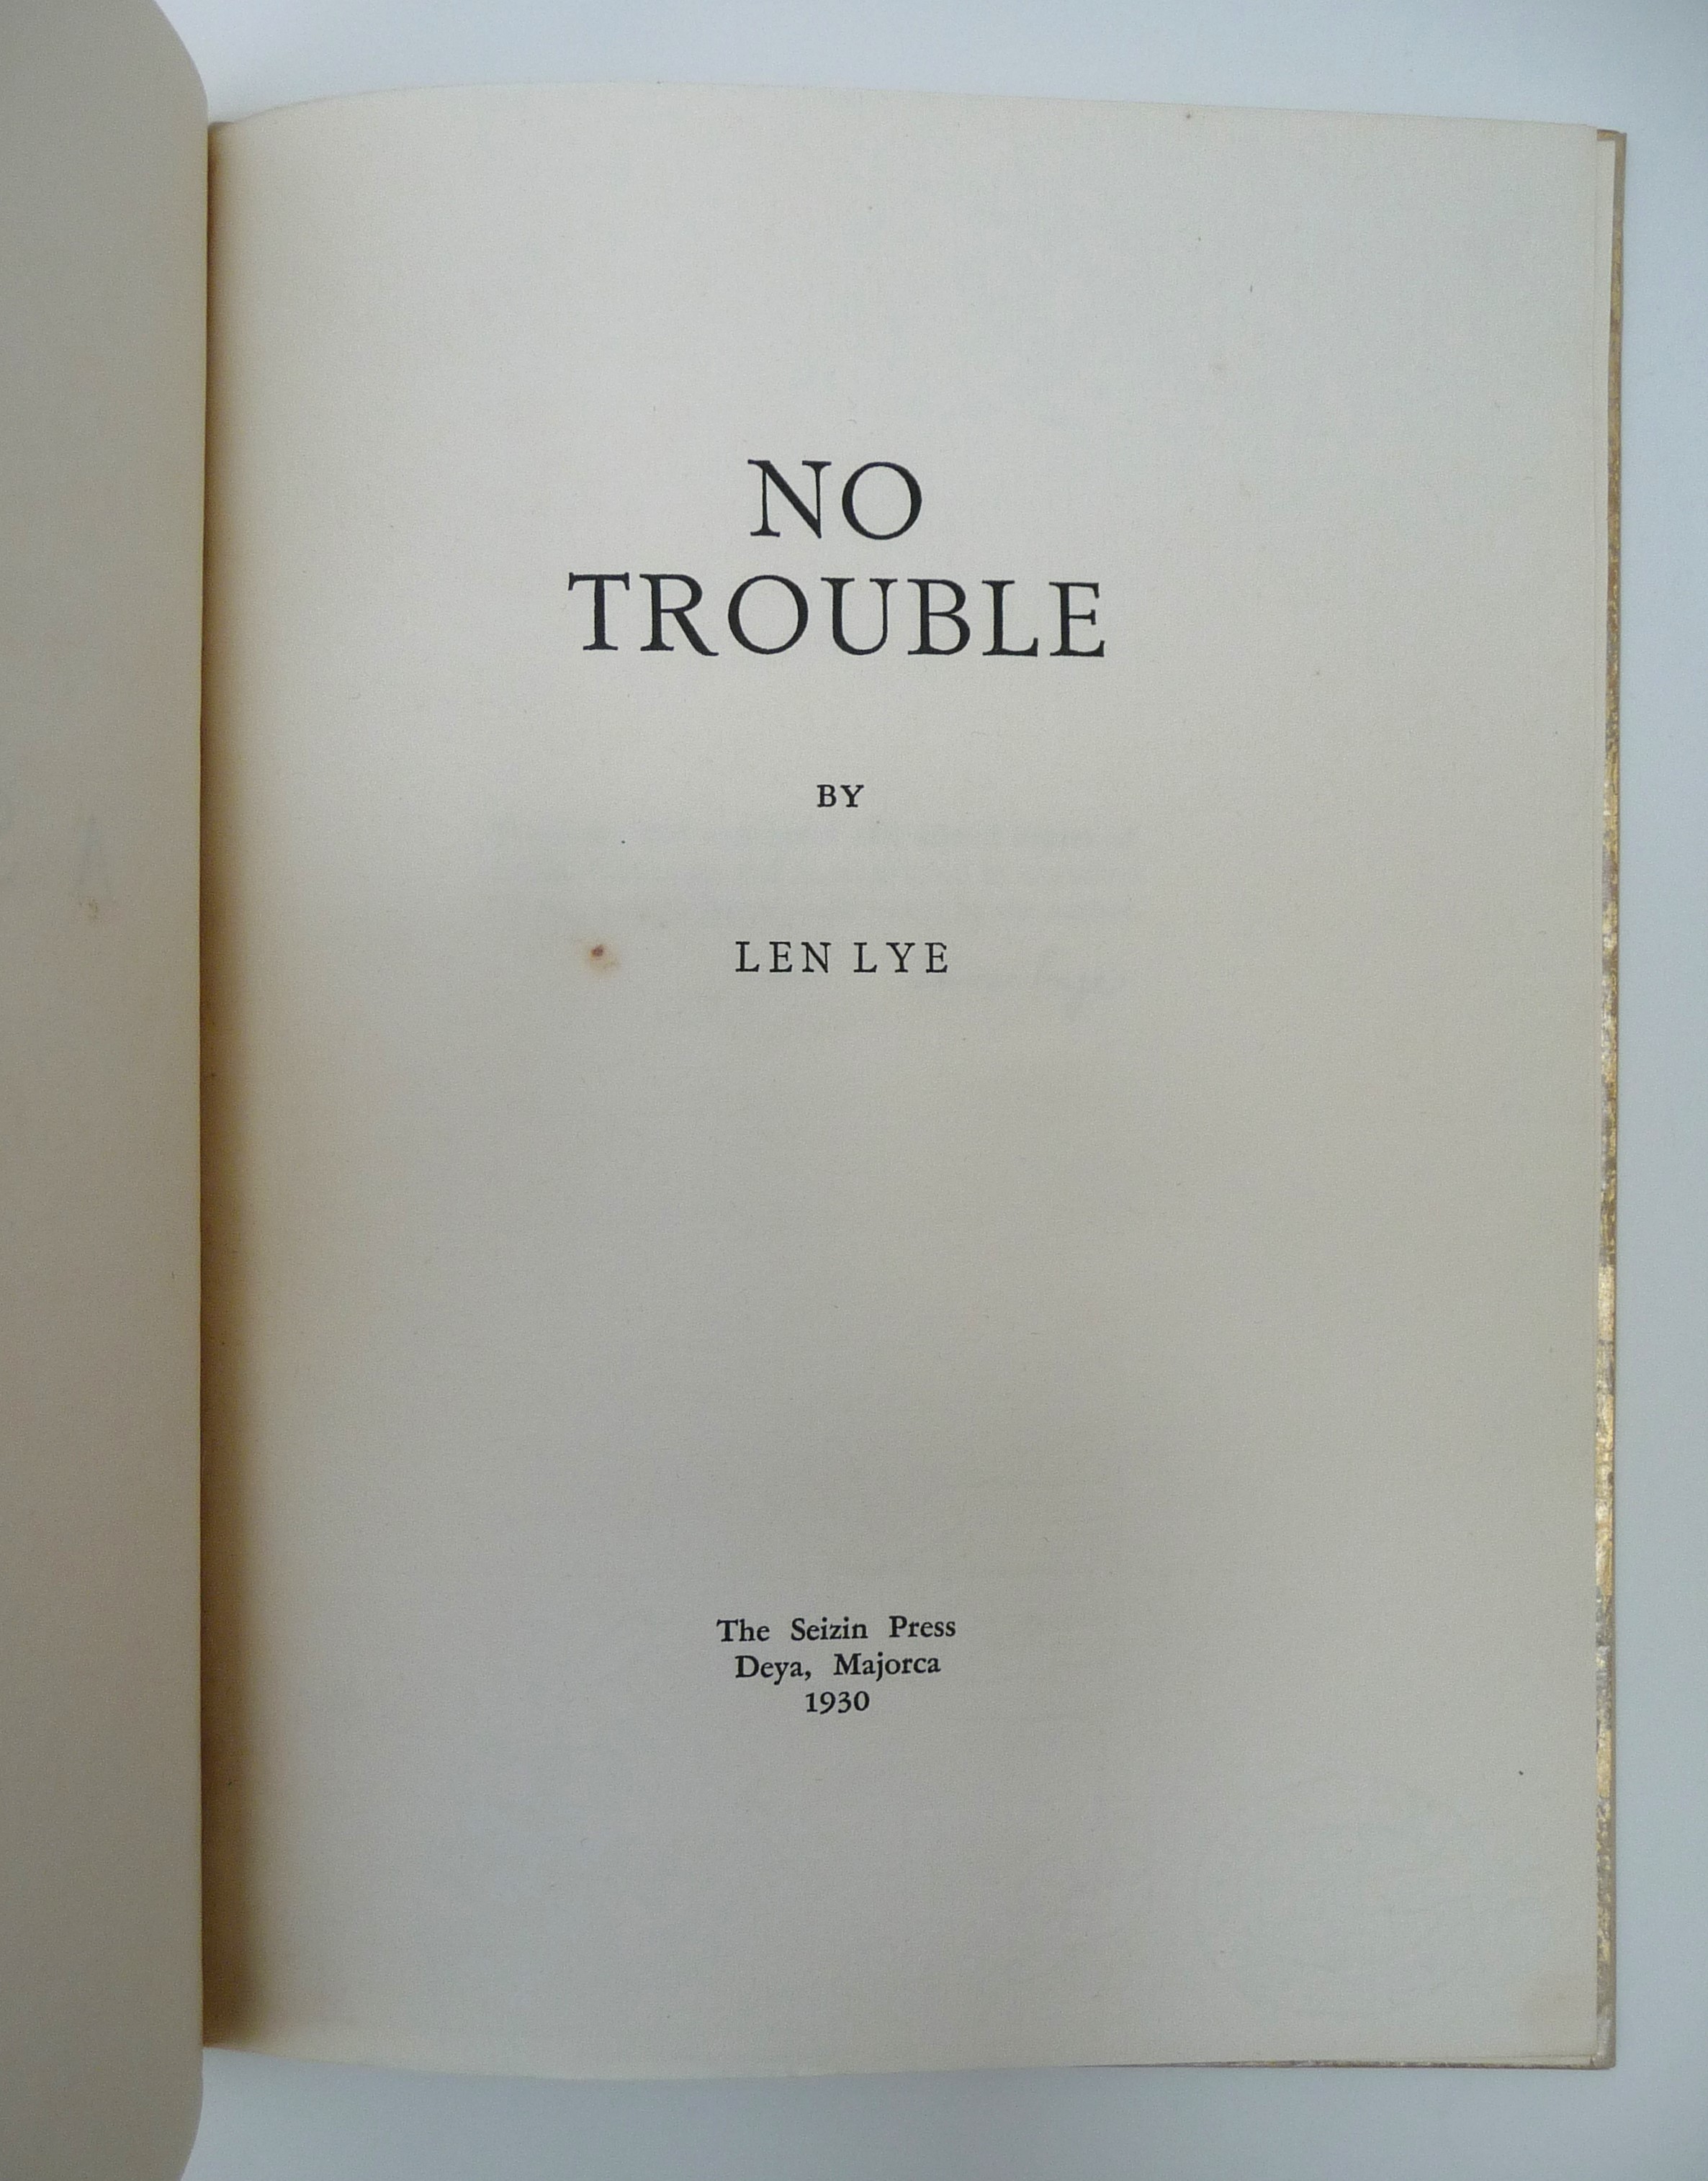 NO
TROUBLE
BY
LEN LYE
The Seizin Press
Deya, Majorca
1930